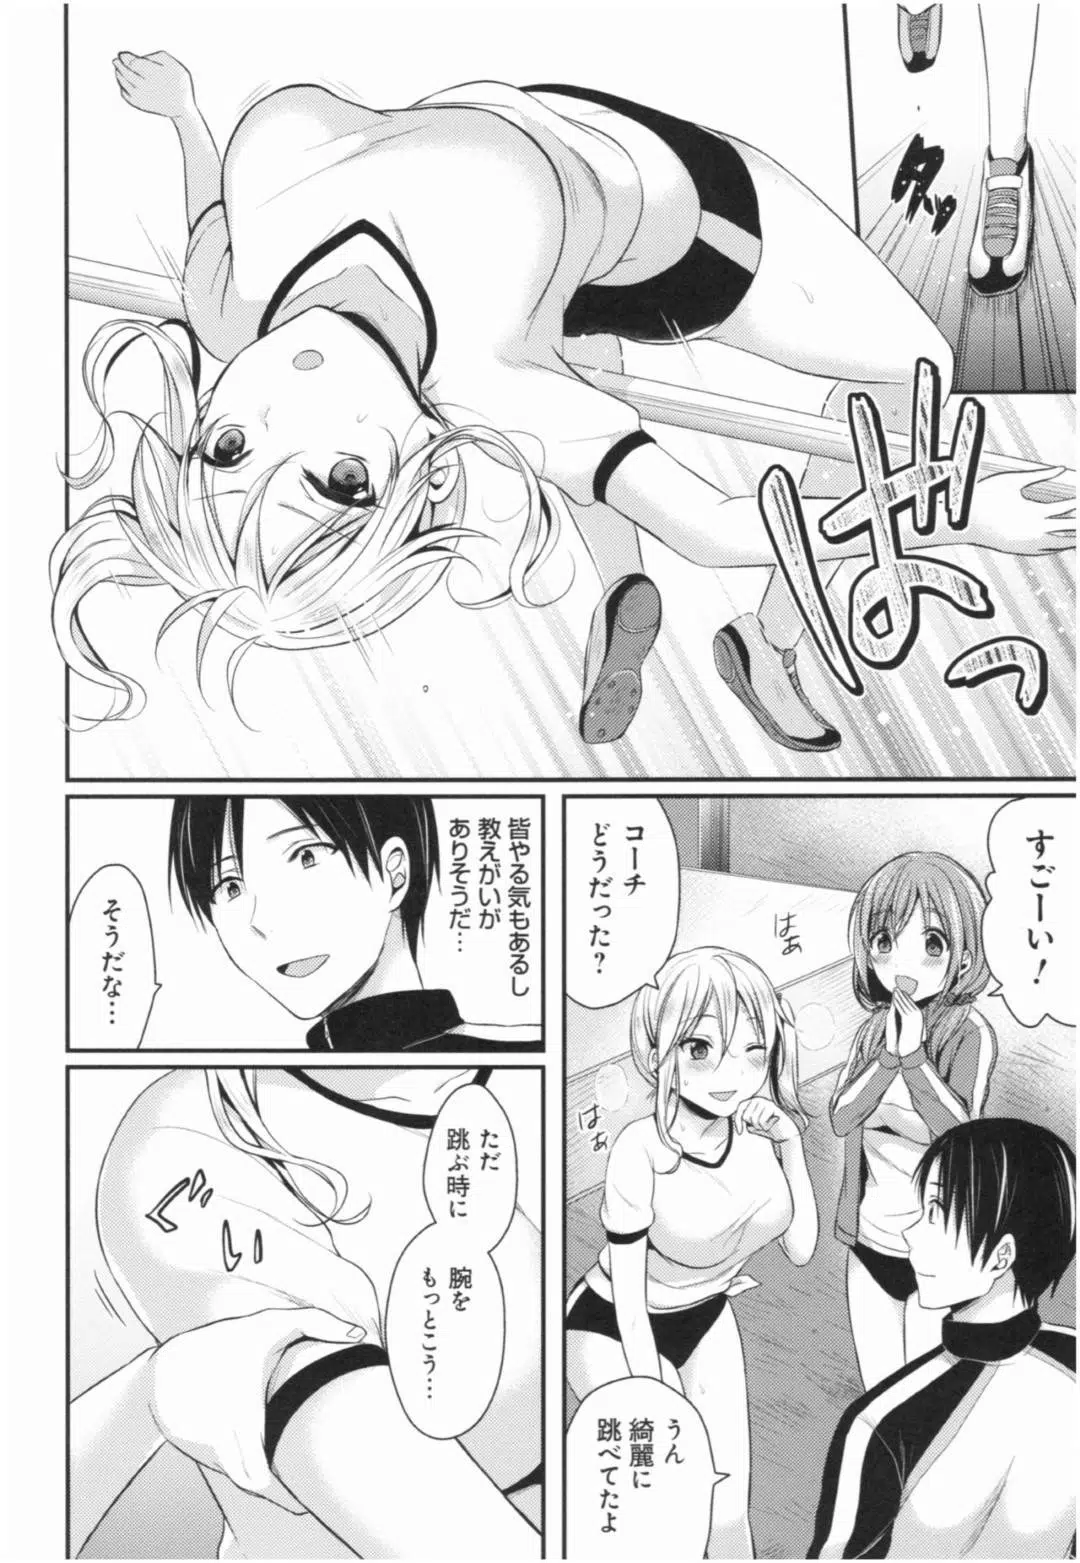 ダッ
ばっ
すごーい！
コーチ
どうだった？
はぁ
はぁ
うん
綺麗に
跳べてたよ
皆やる気もあるし
教えがいが
ありそうだ…
そうだな…
ただ
跳ぶ時に
腕を
もっとこう…
ぐい